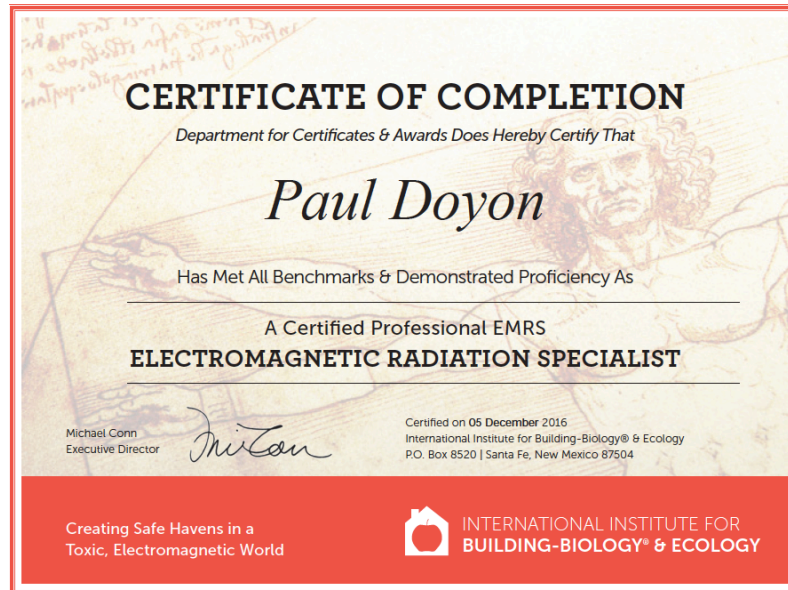 CERTIFICATE OF COMPLETION
Department for Certificates & Awards Does Hereby Certify That
Paul Doyon
Has Met All Benchmarks & Demonstrated Proficiency As
A Certified Professional EMRS
ELECTROMAGNETIC RADIATION SPECIALIST
Michael Conn
Executive Director
Certified on 05 December 2016
International Institute for Building-Biology® & Ecology
P.O. Box 8520 | Santa Fe, New Mexico 87504
Creating Safe Havens in a
Toxic, Electromagnetic World
INTERNATIONAL INSTITUTE FOR
BUILDING-BIOLOGY® & ECOLOGY